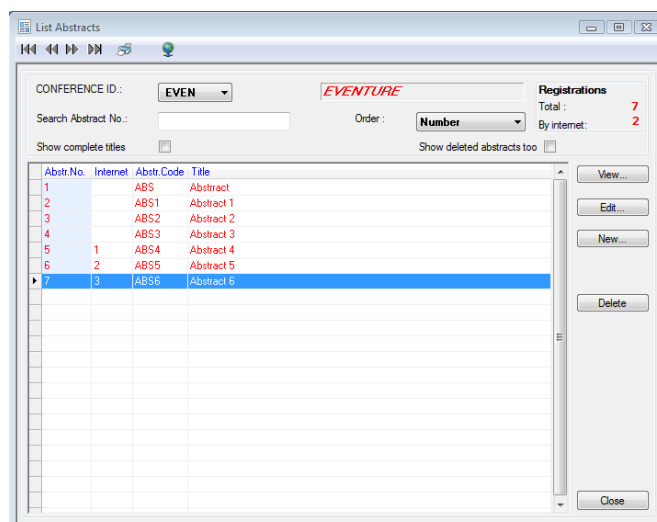 List Abstracts
CONFERENCE ID.: EVEN EVENTURE Registrations
Total : 7
Search Abstract No.: Order : Number By internet: 2
Show complete titles Show deleted abstracts too
Abstr.No. Internet Abstr.Code Title
1 ABS Abstrract
2 ABS1 Abstract 1
3 ABS2 Abstract 2
4 ABS3 Abstract 3
5 1 ABS4 Abstract 4
6 2 ABS5 Abstract 5
7 3 ABS6 Abstract 6
View...
Edit...
New...
Delete
Close